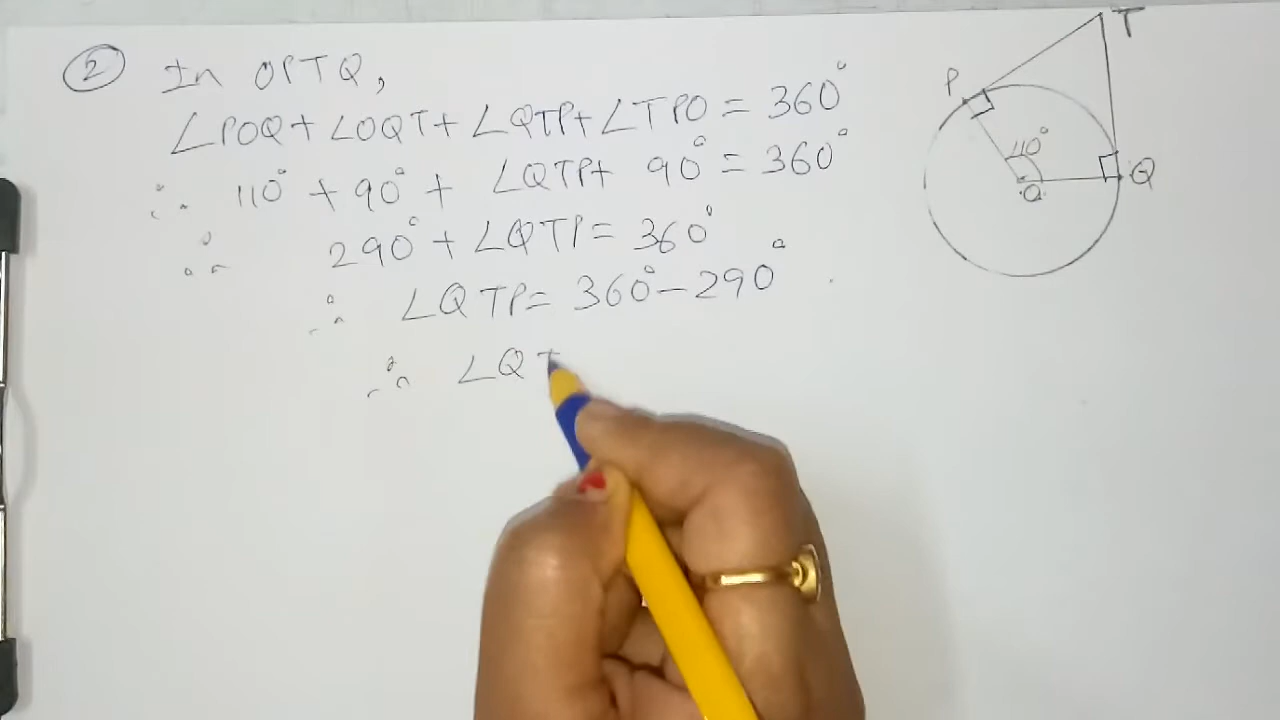 ② In OPTQ,
∠POQ + ∠OQT + ∠QTP + ∠TPO = 360°
∴ 110° + 90° + ∠QTP + 90° = 360°
∴ 290° + ∠QTP = 360°
∴ ∠QTP = 360° - 290°
∴ ∠QT
T
P
110°
Q
O